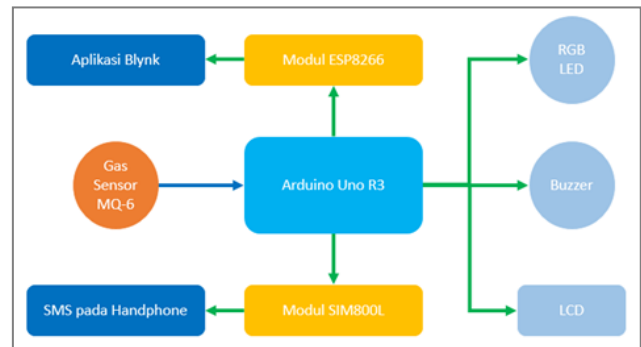 Aplikasi Blynk
Modul ESP8266
RGB
LED
Gas
Sensor
MQ-6
Arduino Uno R3
Buzzer
SMS pada Handphone
Modul SIM800L
LCD